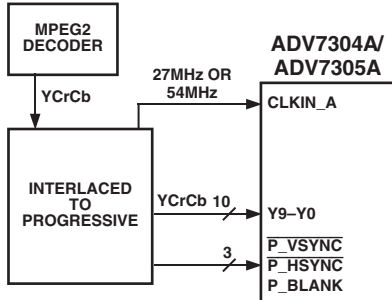 MPEG2
DECODER
YCrCb
27MHz OR
54MHz
INTERLACED
TO
PROGRESSIVE
YCrCb 10
3
ADV7304A/
ADV7305A
CLKIN_A
Y9–Y0
P_VSYNC
P_HSYNC
P_BLANK